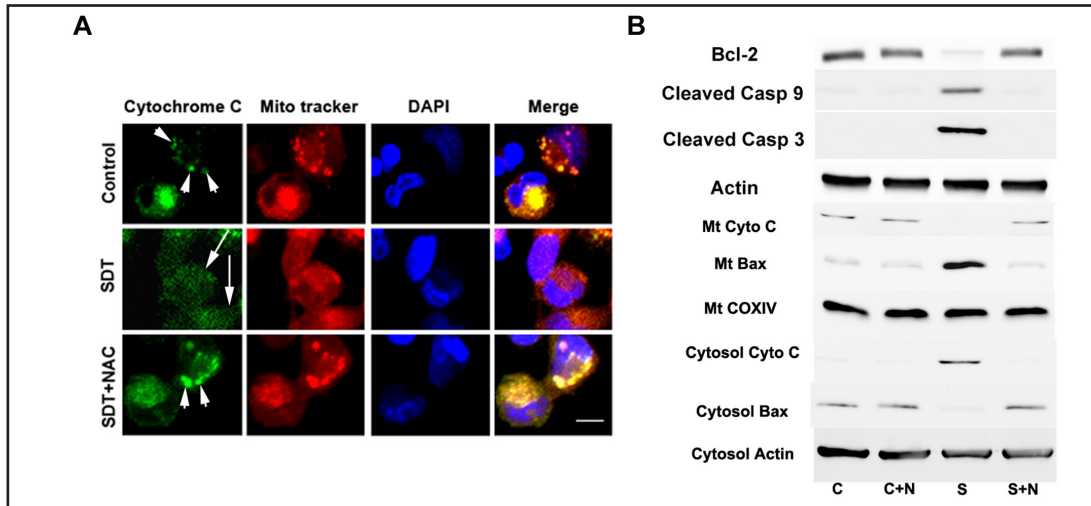 A
Cytochrome C Mito tracker DAPI Merge
Control
SDT
SDT+NAC
B
Bcl-2
Cleaved Casp 9
Cleaved Casp 3
Actin
Mt Cyto C
Mt Bax
Mt COXIV
Cytosol Cyto C
Cytosol Bax
Cytosol Actin
C C+N S S+N